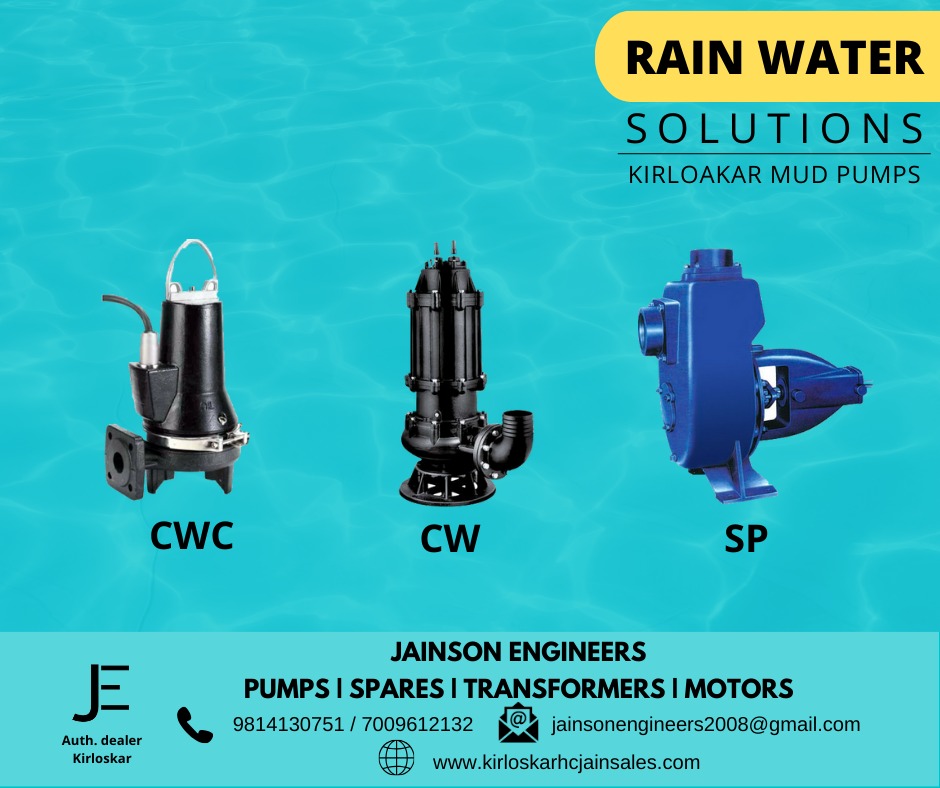 RAIN WATER
SOLUTIONS
KIRLOAKAR MUD PUMPS
CWC
CW
SP
JAINSON ENGINEERS
PUMPS | SPARES | TRANSFORMERS | MOTORS
JE
Auth. dealer
Kirloskar
9814130751 / 7009612132
jainsonengineers2008@gmail.com
www.kirloskarhcjainsales.com